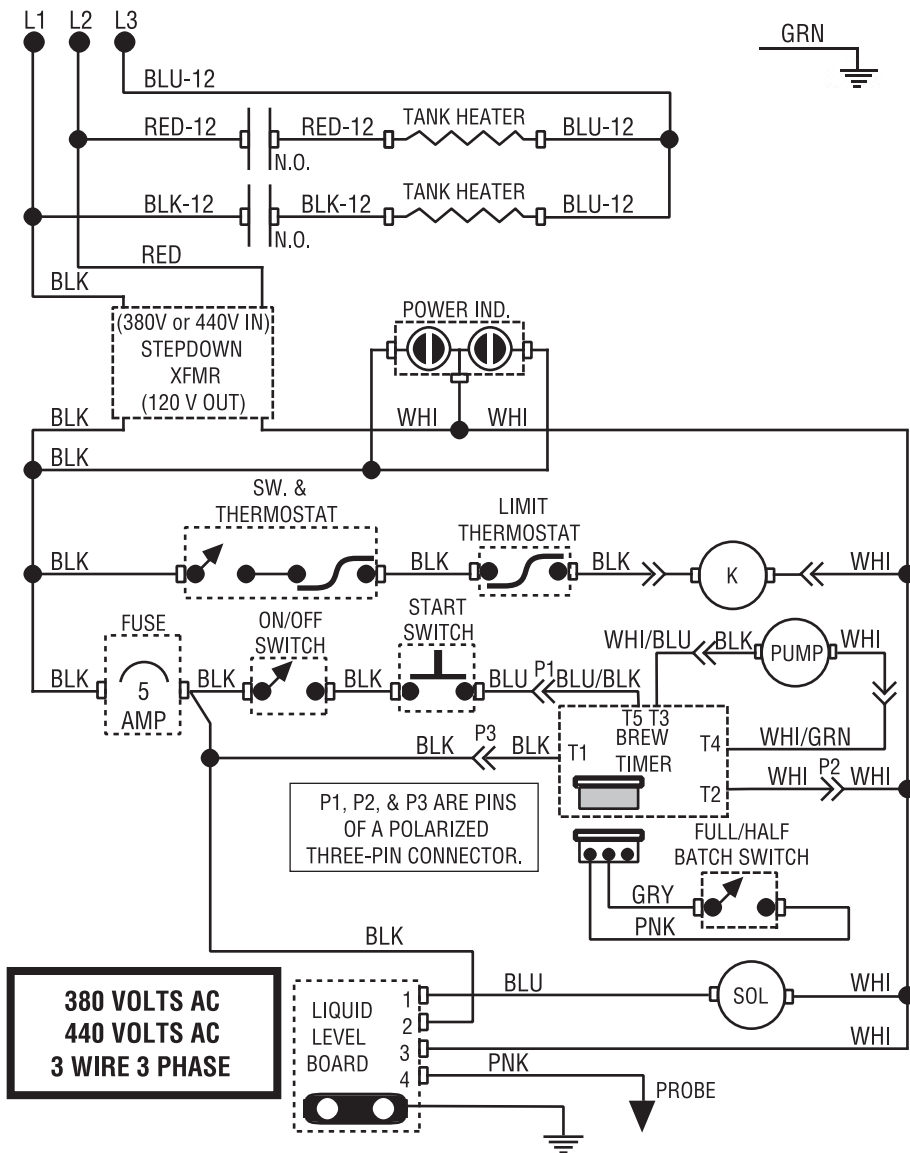 L1 L2 L3
GRN
BLU-12
RED-12 RED-12 TANK HEATER BLU-12
N.O.
BLK-12 BLK-12 TANK HEATER BLU-12
N.O.
RED
BLK
(380V or 440V IN)
STEPDOWN
XFMR
(120 V OUT)
POWER IND.
BLK WHI WHI
BLK
SW. &
THERMOSTAT
LIMIT
THERMOSTAT
BLK BLK BLK K WHI
FUSE
5
AMP
ON/OFF
SWITCH
START
SWITCH
WHI/BLU BLK PUMP WHI
BLK BLK BLK BLU P1 BLU/BLK
T5 T3
BREW
TIMER
T1
T4
T2
WHI/GRN
BLK P3 BLK
WHI P2 WHI
P1, P2, & P3 ARE PINS
OF A POLARIZED
THREE-PIN CONNECTOR.
FULL/HALF
BATCH SWITCH
GRY
PNK
BLK
380 VOLTS AC
440 VOLTS AC
3 WIRE 3 PHASE
LIQUID
LEVEL
BOARD
1 BLU SOL WHI
2
3 WHI
4 PNK
PROBE